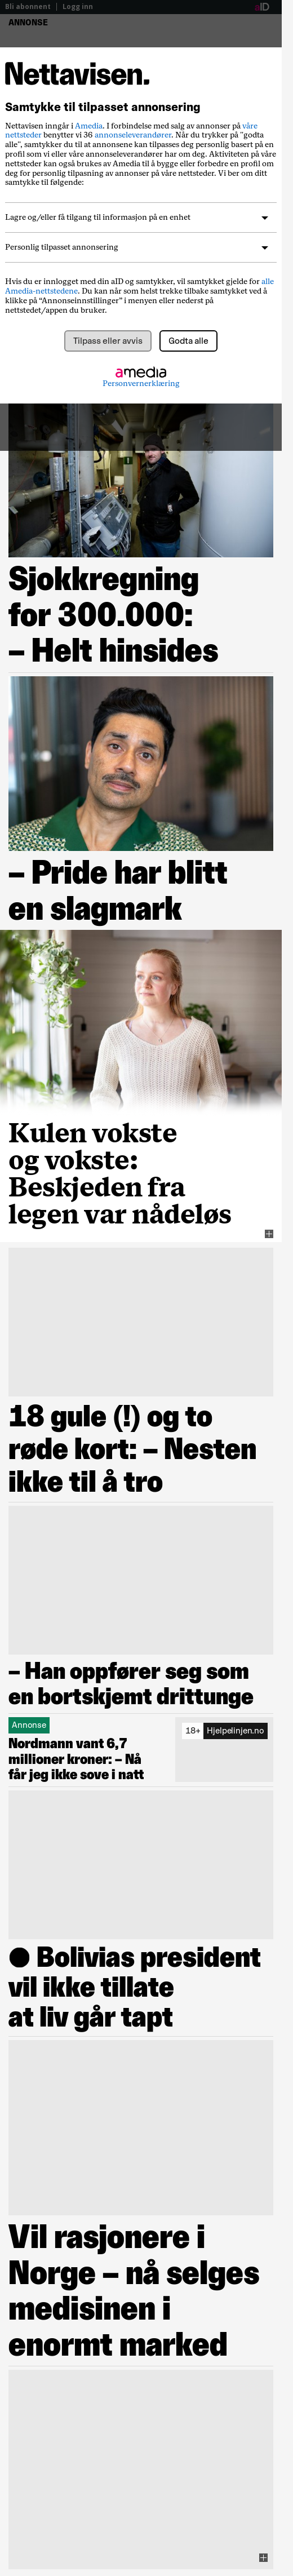 Bli abonnent | Logg inn
aID
ANNONSE
Nettavisen.
Samtykke til tilpasset annonsering
Nettavisen inngår i Amedia. I forbindelse med salg av annonser på våre
nettsteder benytter vi 36 annonseleverandører. Når du trykker på "godta
alle", samtykker du til at annonsene kan tilpasses deg personlig basert på en
profil som vi eller våre annonseleverandører har om deg. Aktiviteten på våre
nettsteder kan også brukes av Amedia til å bygge eller forbedre en profil om
deg for personlig tilpasning av annonser på våre nettsteder. Vi ber om ditt
samtykke til følgende:
Lagre og/eller få tilgang til informasjon på en enhet
Personlig tilpasset annonsering
Hvis du er innlogget med din aID og samtykker, vil samtykket gjelde for alle
Amedia-nettstedene. Du kan når som helst trekke tilbake samtykket ved å
klikke på “Annonseinnstillinger” i menyen eller nederst på
nettstedet/appen du bruker.
Tilpass eller avvis
Godta alle
amedia
Personvernerklæring
Sjokkregning
for 300.000:
– Helt hinsides
– Pride har blitt
en slagmark
Kulen vokste
og vokste:
Beskjeden fra
legen var nådeløs
18 gule (!) og to
røde kort: – Nesten
ikke til å tro
– Han oppfører seg som
en bortskjemt drittunge
Annonse
Nordmann vant 6,7
millioner kroner: – Nå
får jeg ikke sove i natt
18+ Hjelpelinjen.no
● Bolivias president
vil ikke tillate
at liv går tapt
Vil rasjonere i
Norge – nå selges
medisinen i
enormt marked